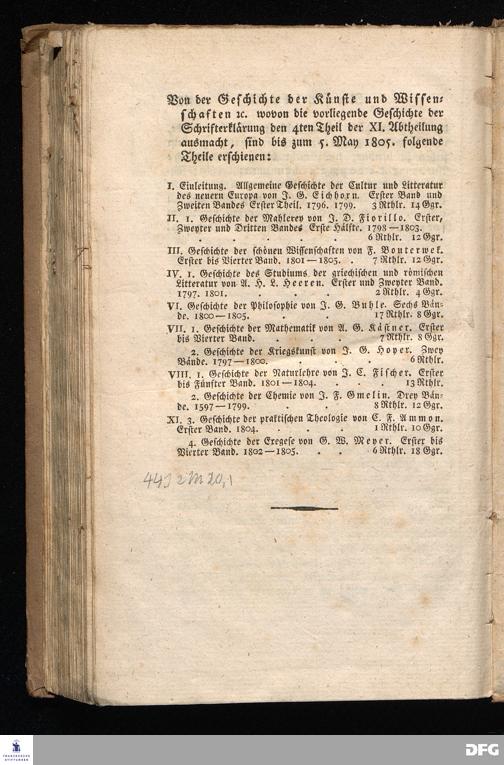 Von der Geschichte der Künste und Wissen-
schaften ꝛc. wovon die vorliegende Geschichte der
Schrifterklärung den 4ten Theil der XI. Abtheilung
ausmacht, sind bis zum 5. May 1805. folgende
Theile erschienen:
I. Einleitung. Allgemeine Geschichte der Cultur und Litteratur
des neuern Europa von J. G. Eichhorn. Erster Band und
Zweiten Bandes Erster Theil. 1796. 1799. 3 Rthlr. 14 Ggr.
II. 1. Geschichte der Mahlerey von J. D. Fiorillo. Erster,
Zweyter und Dritten Bandes Erste Hälfte. 1798—1803.
. . . . . . 6 Rthlr. 12 Ggr.
III. Geschichte der schönen Wissenschaften von F. Bouterwek.
Erster bis Vierter Band. 1801—1805. . 7 Rthlr. 12 Ggr.
IV. 1. Geschichte des Studiums der griechischen und römischen
Litteratur von A. H. L. Heeren. Erster und Zweyter Band.
1797. 1801. . . . . 2 Rthlr. 4 Ggr.
VI. Geschichte der Philosophie von J. G. Buhle. Sechs Bän-
de. 1800—1805. . . . 17 Rthlr. 8 Ggr.
VII. 1. Geschichte der Mathematik von A. G. Kästner. Erster
bis Vierter Band. . . . . 7 Rthlr. 8 Ggr.
2. Geschichte der Kriegskunst von J. G. Hoyer. Zwey
Bände. 1797—1800. . . . . 6 Rthlr.
VIII. 1. Geschichte der Naturlehre von J. C. Fischer. Erster
bis Fünfter Band. 1801—1804. . . . 13 Rthlr.
2. Geschichte der Chemie von J. F. Gmelin. Drey Bän-
de. 1597—1799. . . . 8 Rthlr. 12 Ggr.
XI. 3. Geschichte der praktischen Theologie von C. F. Ammon.
Erster Band. 1804. . . . 1 Rthlr. 10 Ggr.
4. Geschichte der Exegese von G. W. Meyer. Erster bis
Vierter Band. 1802—1805. . . 6 Rthlr. 18 Ggr.
FRANCKESCHE
STIFTUNGEN
DFG